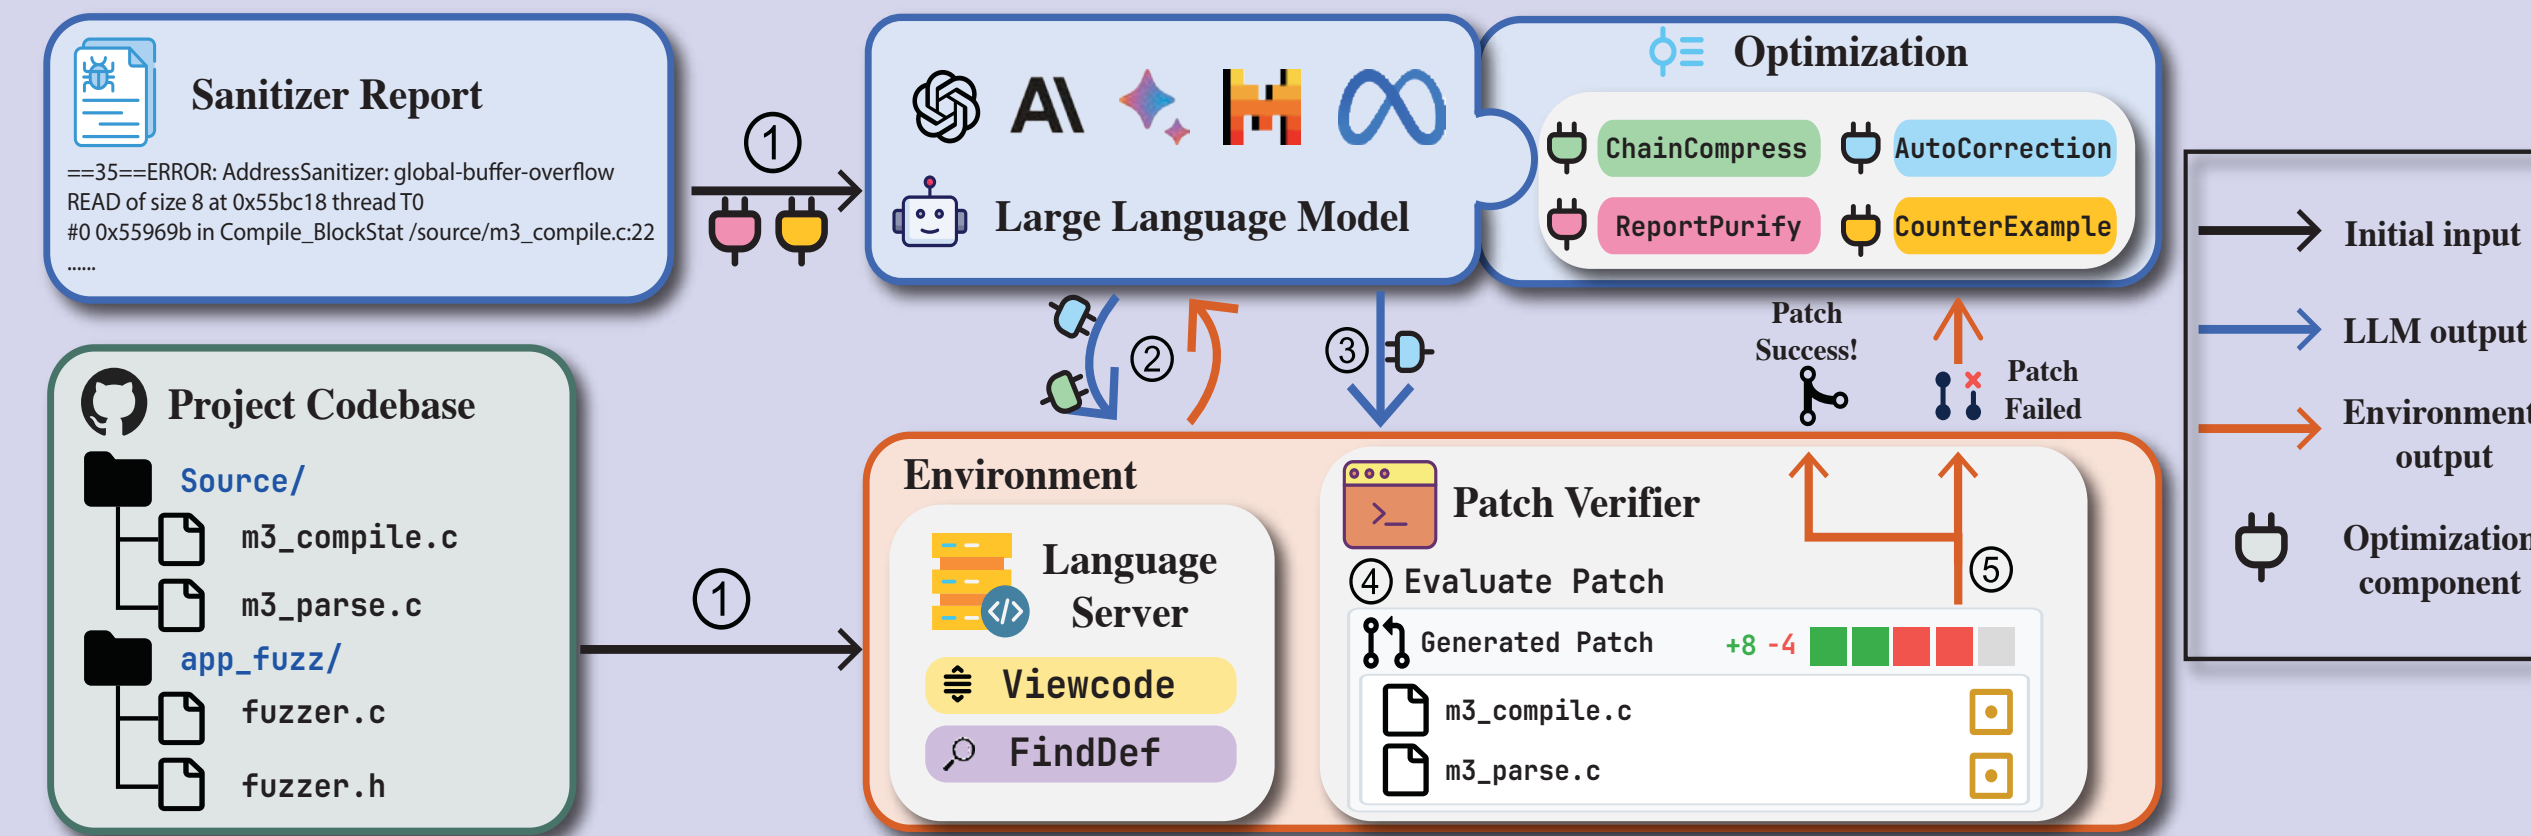 Sanitizer Report
==35==ERROR: AddressSanitizer: global-buffer-overflow
READ of size 8 at 0x55bc18 thread T0
#0 0x55969b in Compile_BlockStat /source/m3_compile.c:22
......
1
Large Language Model
Optimization
ChainCompress
AutoCorrection
ReportPurify
CounterExample
Project Codebase
Source/
m3_compile.c
m3_parse.c
app_fuzz/
fuzzer.c
fuzzer.h
1
2
3
Patch
Success!
Patch
Failed
Environment
Language
Server
Viewcode
FindDef
Patch Verifier
4 Evaluate Patch
5
Generated Patch +8 -4
m3_compile.c
m3_parse.c
Initial input
LLM output
Environment
output
Optimization
component